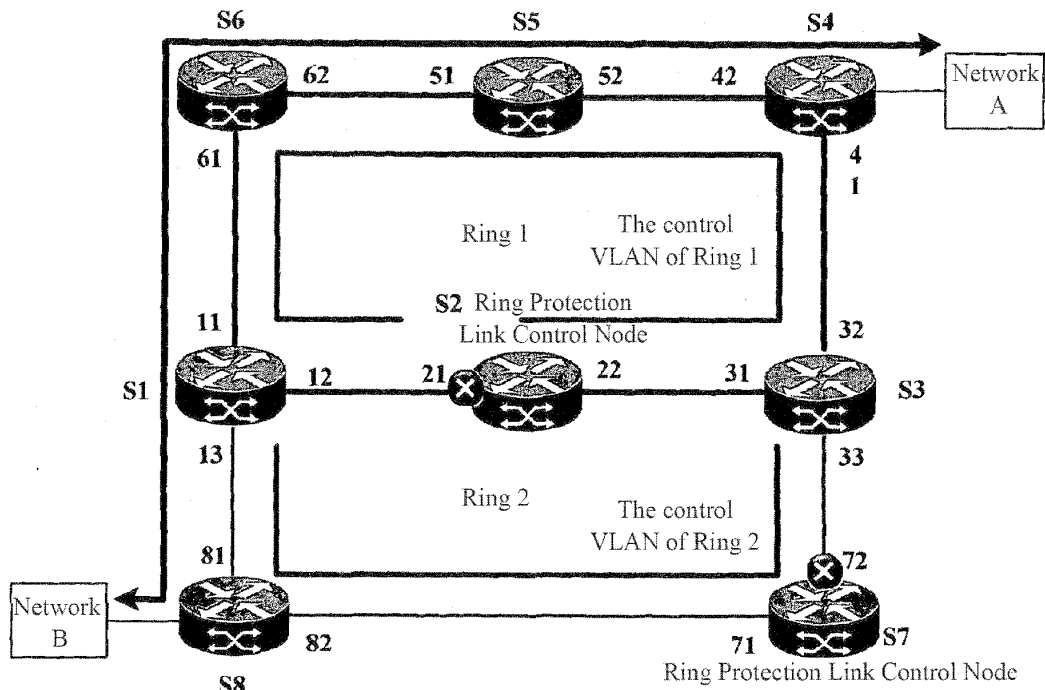 S6
S5
S4
62
51
52
42
Network
A
61
4
1
Ring 1
The control
VLAN of Ring 1
S2 Ring Protection
Link Control Node
11
32
S1
12
21
22
31
S3
13
33
Ring 2
The control
VLAN of Ring 2
81
72
Network
B
82
71
S7
Ring Protection Link Control Node
S8